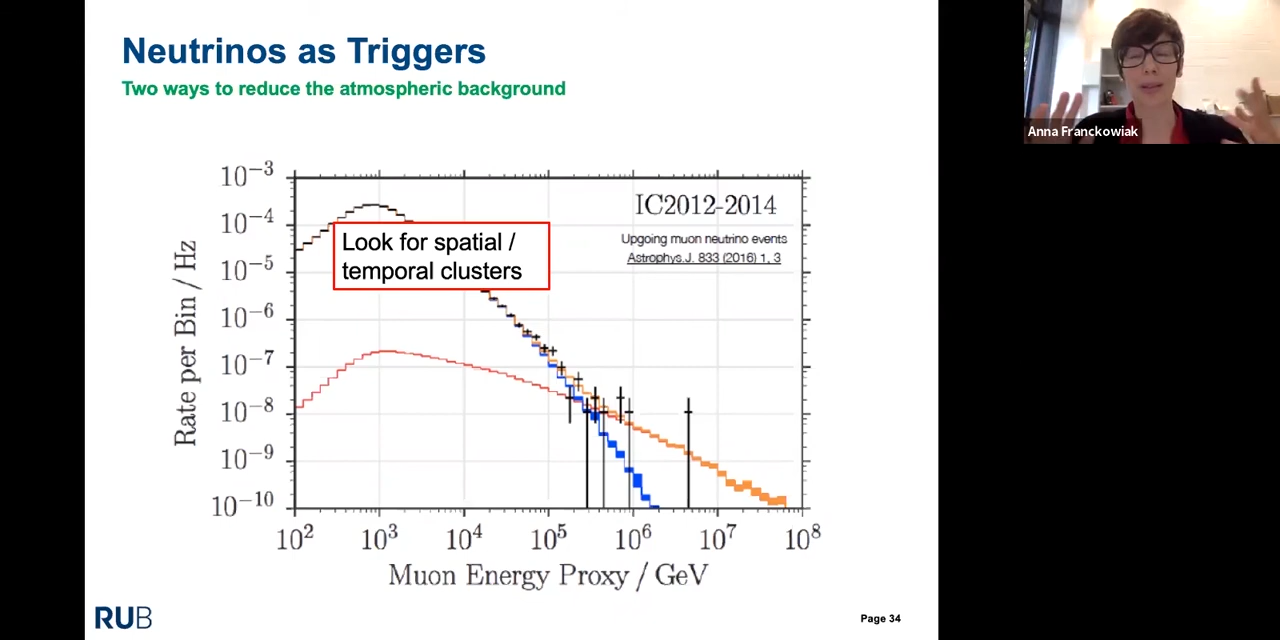 Neutrinos as Triggers
Two ways to reduce the atmospheric background
Anna Franckowiak
IC2012-2014
Upgoing muon neutrino events
Astrophys.J. 833 (2016) 1, 3
Look for spatial /
temporal clusters
Rate per Bin / Hz
10⁻³
10⁻⁴
10⁻⁵
10⁻⁶
10⁻⁷
10⁻⁸
10⁻⁹
10⁻¹⁰
10² 10³ 10⁴ 10⁵ 10⁶ 10⁷ 10⁸
Muon Energy Proxy / GeV
RUB
Page 34